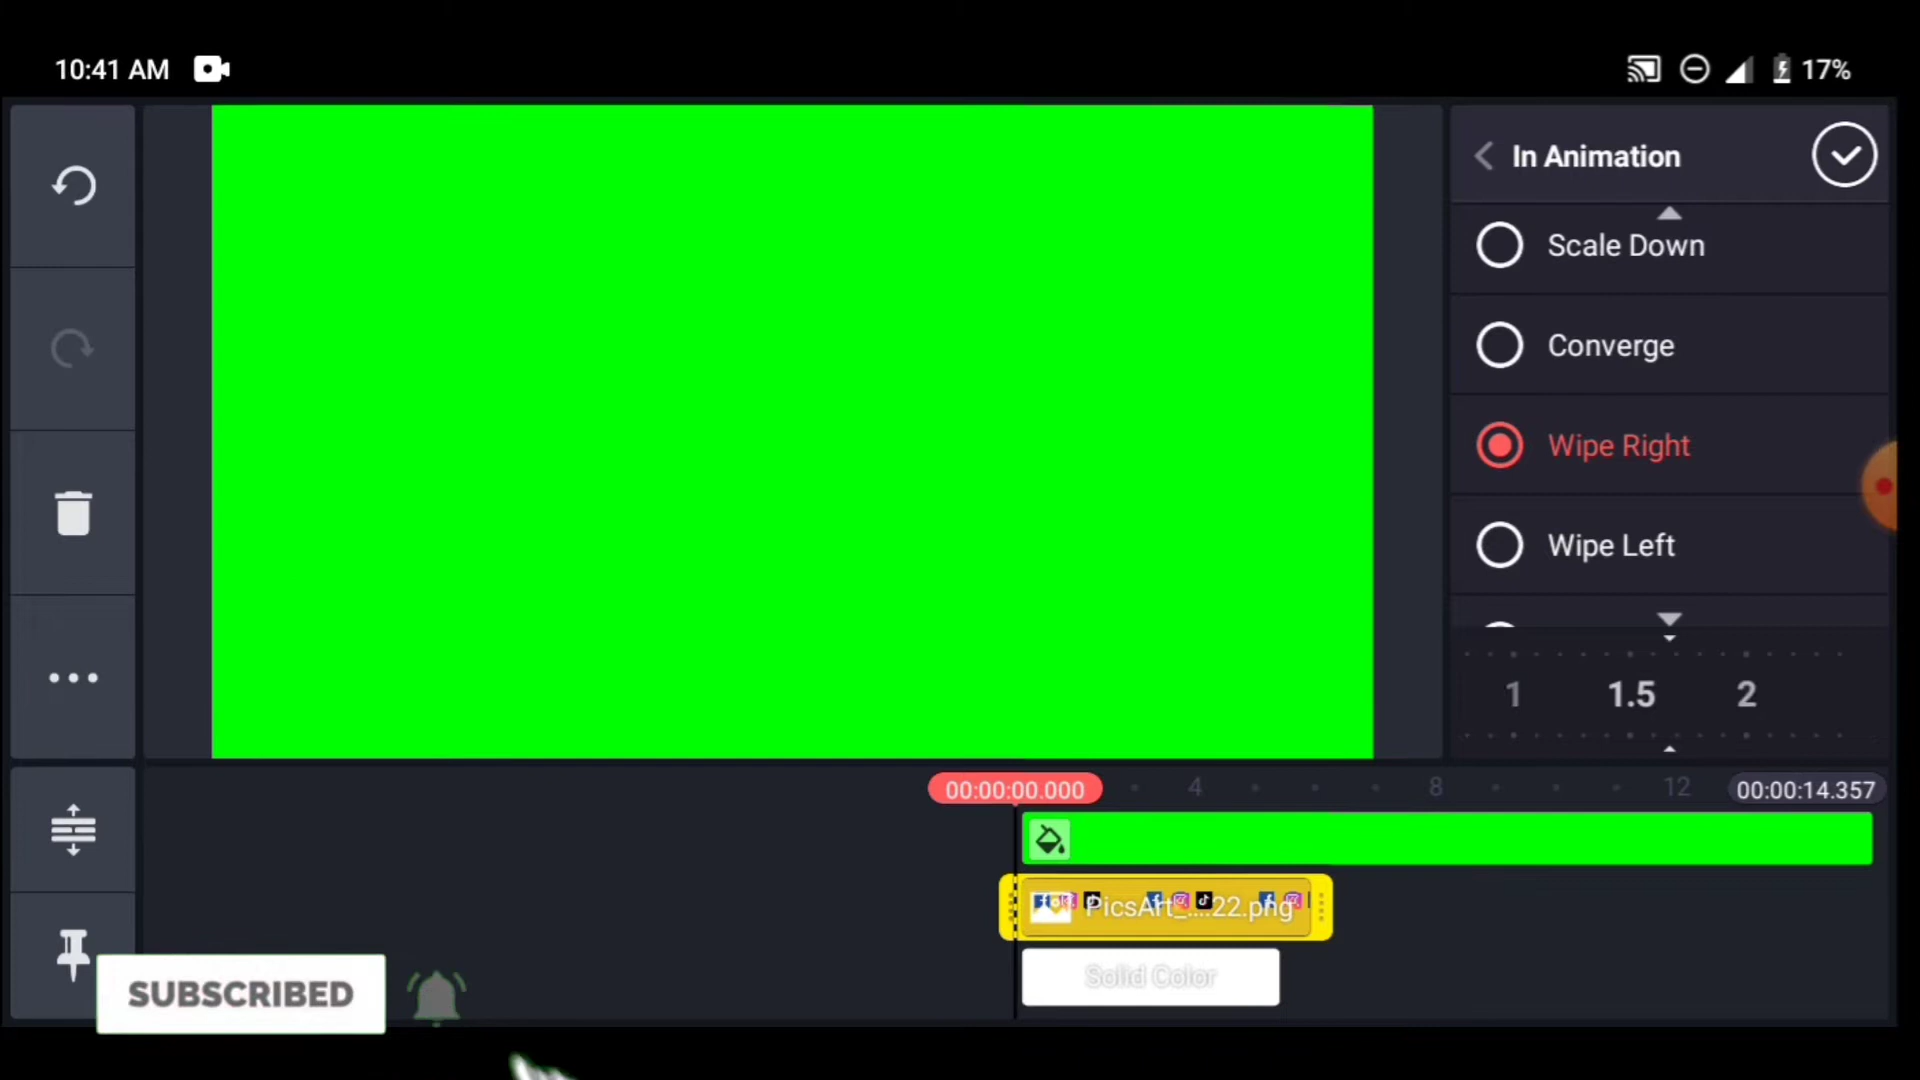 10:41 AM
17%
In Animation
Scale Down
Converge
Wipe Right
Wipe Left
1 1.5 2
00:00:00.000
4 8 12
00:00:14.357
PicsArt_....22.png
Solid Color
SUBSCRIBED